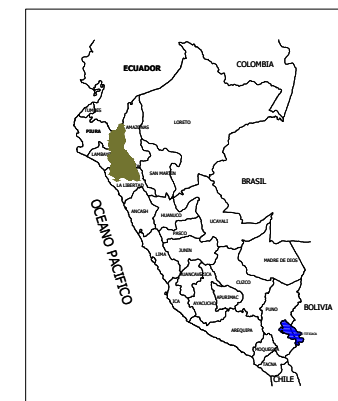 ECUADOR
COLOMBIA
TUMBES
PIURA
AMAZONAS
LORETO
LAMBAY
SAN MARTIN
LA LIBERTAD
BRASIL
ANCASH
HUANUCO
UCAYALI
PASCO
OCEANO PACIFICO
LIMA
JUNIN
MADRE DE DIOS
HUANCAVELICA
CUZCO
ICA
AYACUCHO
APURIMAC
PUNO
BOLIVIA
AREQUIPA
MOQUEGUA
TACNA
CHILE